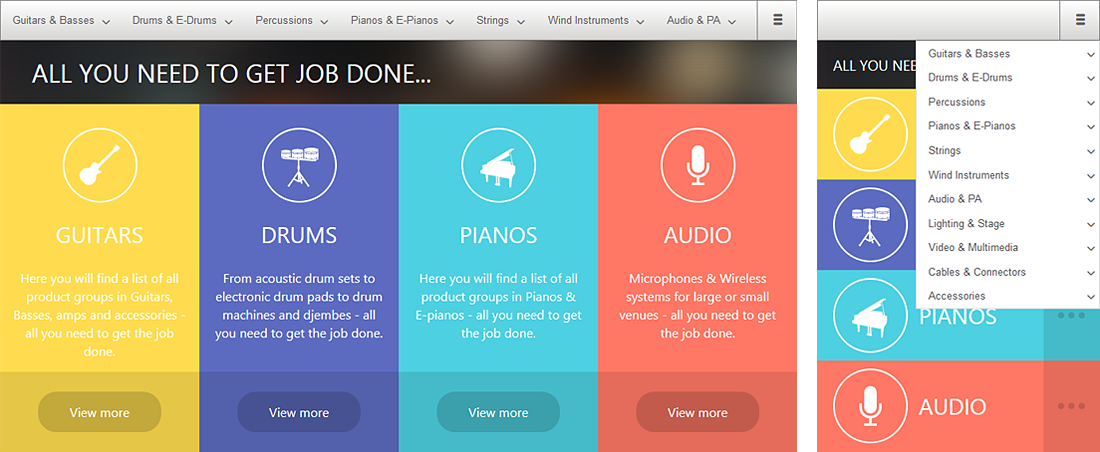 Guitars & Basses Drums & E-Drums Percussions Pianos & E-Pianos Strings Wind Instruments Audio & PA
ALL YOU NEED TO GET JOB DONE...
GUITARS
Here you will find a list of all
product groups in Guitars,
Basses, amps and accessories -
all you need to get the job
done.
View more
DRUMS
From acoustic drum sets to
electronic drum pads to drum
machines and djembes - all
you need to get the job done.
View more
PIANOS
Here you will find a list of all
product groups in Pianos &
E-pianos - all you need to get
the job done.
View more
AUDIO
Microphones & Wireless
systems for large or small
venues - all you need to get
the job done.
View more
ALL YOU NEE
Guitars & Basses
Drums & E-Drums
Percussions
Pianos & E-Pianos
Strings
Wind Instruments
Audio & PA
Lighting & Stage
Video & Multimedia
Cables & Connectors
Accessories
PIANOS
AUDIO